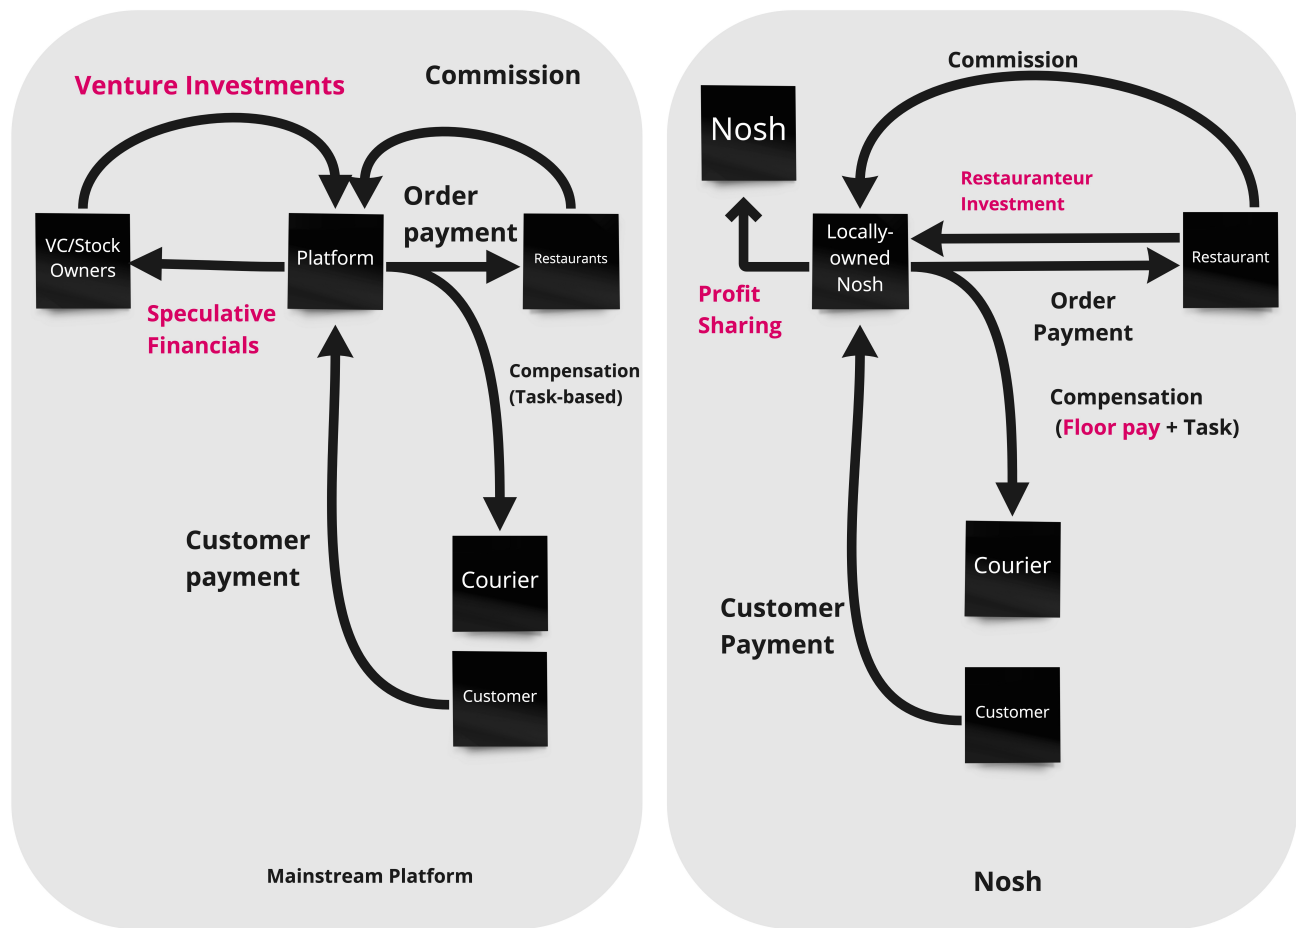 Venture Investments
Commission
Order
payment
VC/Stock
Owners
Platform
Restaurants
Speculative
Financials
Compensation
(Task-based)
Customer
payment
Courier
Customer
Mainstream Platform
Commission
Nosh
Restauranteur
Investment
Locally-
owned
Nosh
Restaurant
Profit
Sharing
Order
Payment
Compensation
(Floor pay + Task)
Courier
Customer
Payment
Customer
Nosh